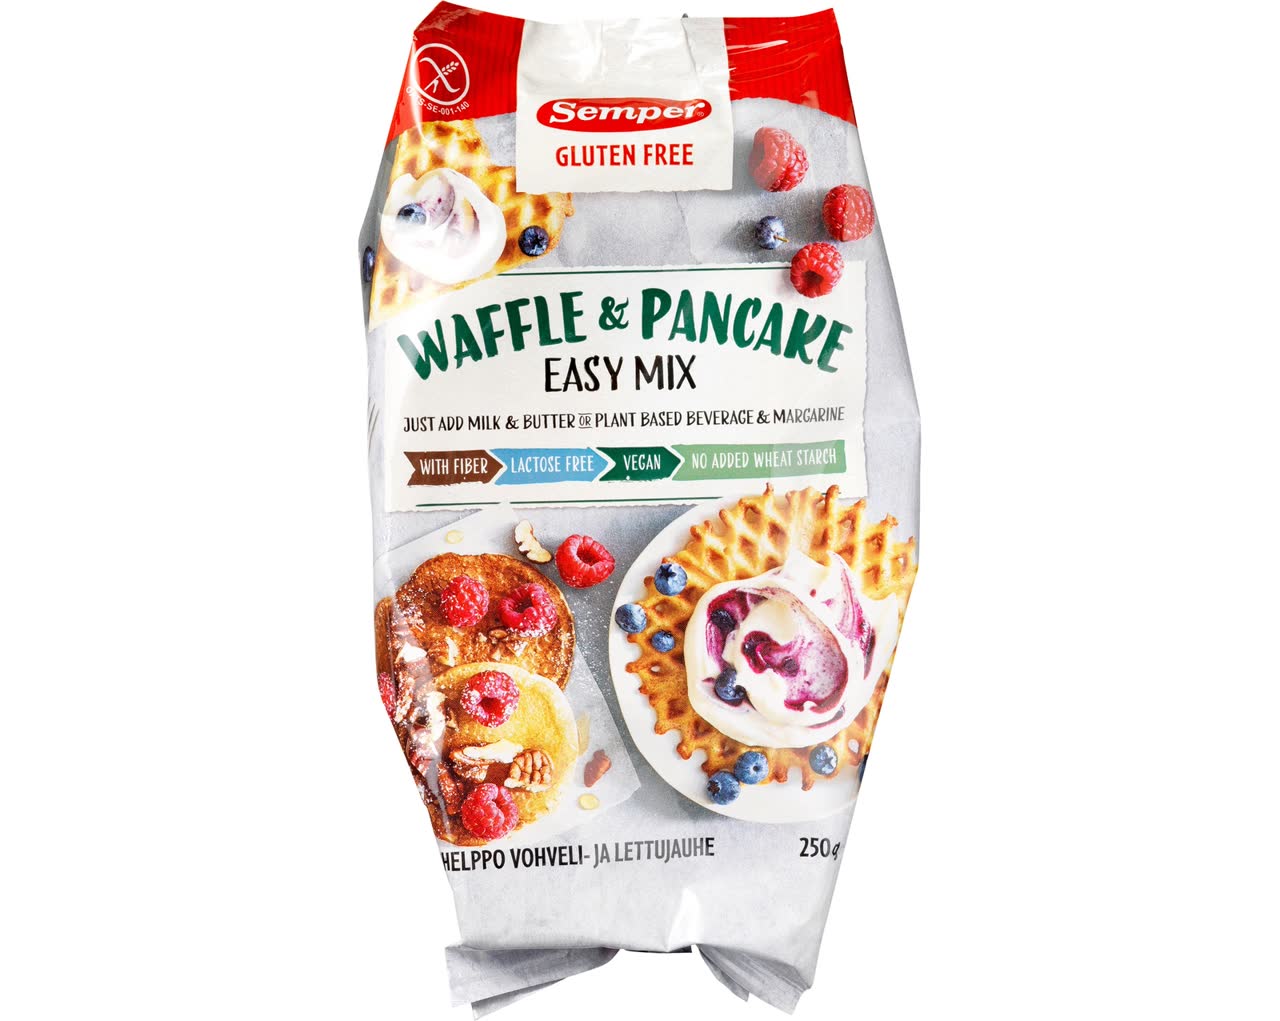 Semper
GLUTEN FREE
WAFFLE & PANCAKE
EASY MIX
JUST ADD MILK & BUTTER OR PLANT BASED BEVERAGE & MARGARINE
WITH FIBER
LACTOSE FREE
VEGAN
NO ADDED WHEAT STARCH
HELPPO VOHVELI- JA LETTUJAUHE
250g